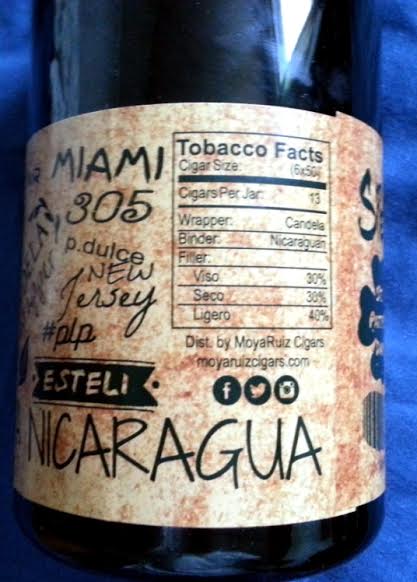 MIAMI
305
p.dulce
NEW
Jersey
#plp
ESTELI
NICARAGUA
Tobacco Facts
Cigar Size: (6x50)
Cigars Per Jar: 13
Wrapper: Candela
Binder: Nicaraguan
Filler:
Viso 30%
Seco 30%
Ligero 40%
Dist. by MoyaRuiz Cigars
moyaruizcigars.com